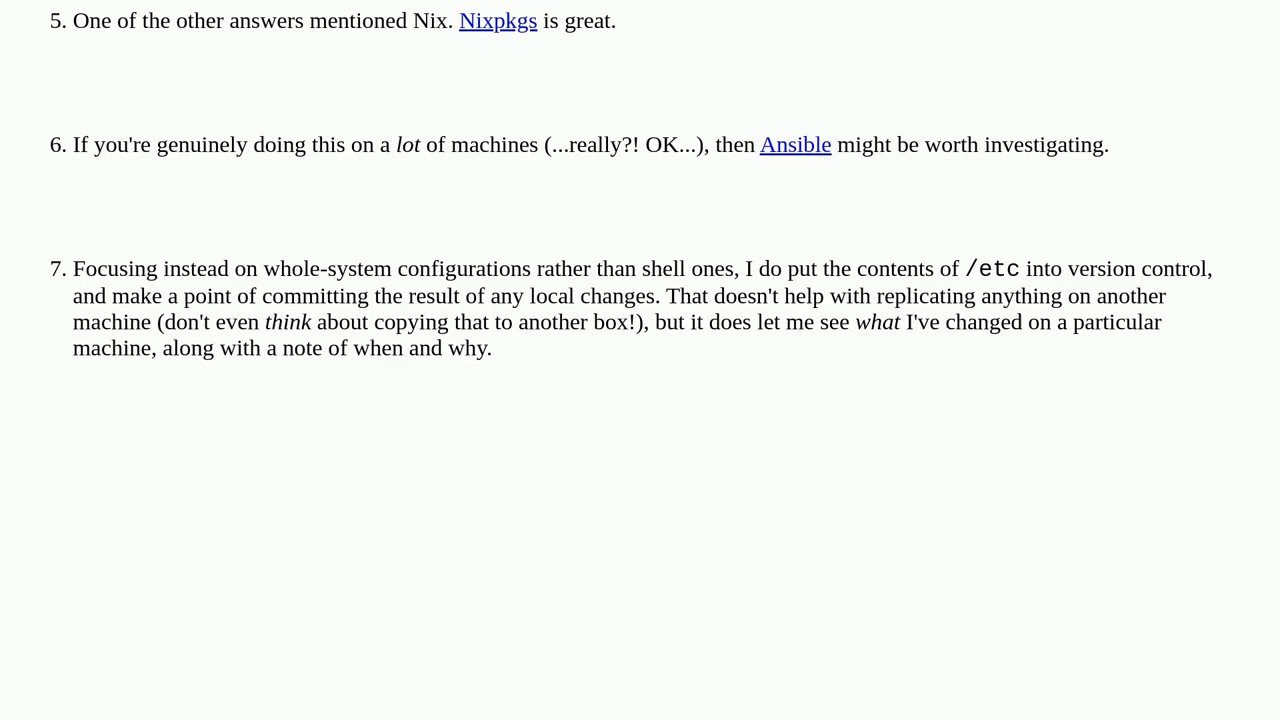 5. One of the other answers mentioned Nix. Nixpkgs is great.
6. If you're genuinely doing this on a lot of machines (...really?! OK...), then Ansible might be worth investigating.
7. Focusing instead on whole-system configurations rather than shell ones, I do put the contents of /etc into version control,
and make a point of committing the result of any local changes. That doesn't help with replicating anything on another
machine (don't even think about copying that to another box!), but it does let me see what I've changed on a particular
machine, along with a note of when and why.